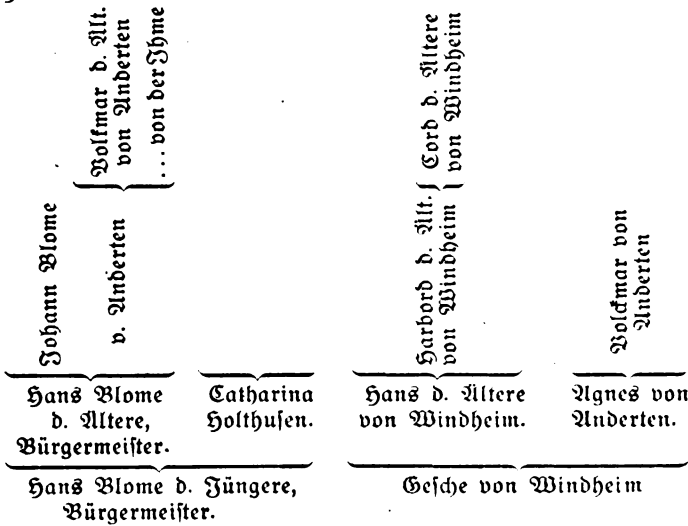 Volkmar d. Ält.
von Anderten
... von der Ihme
Cord d. Ältere
von Windheim
Johann Blome
v. Anderten
Harbord d. Ält.
von Windheim
Volckmar von
Anderten
Hans Blome
d. Ältere,
Bürgermeister.
Catharina
Holthusen.
Hans d. Ältere
von Windheim.
Agnes von
Anderten.
Hans Blome d. Jüngere,
Bürgermeister.
Gesche von Windheim